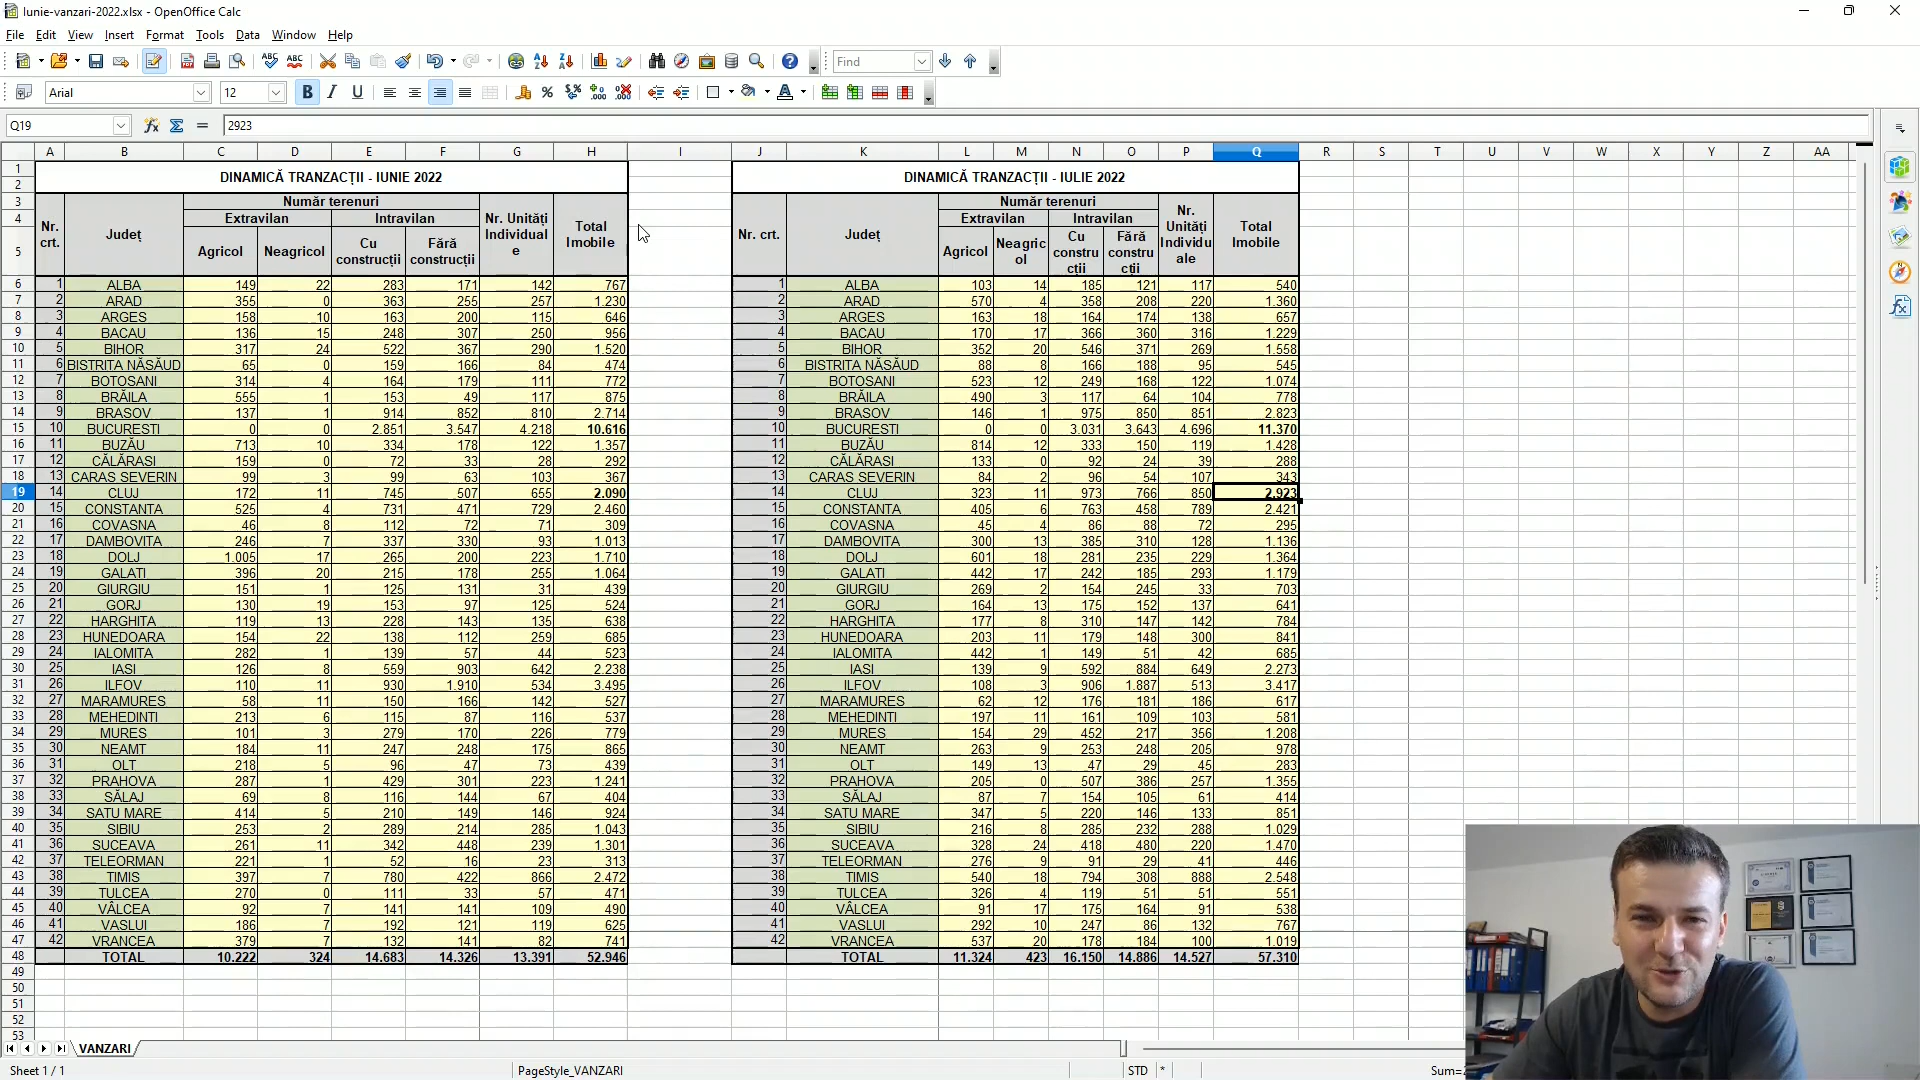 Iunie-vanzari-2022.xlsx - OpenOffice Calc
File Edit View Insert Format Tools Data Window Help
Find
Arial 12
Q19 2923
A B C D E F G H I J K L M N O P Q R S T U V W X Y Z AA
DINAMICĂ TRANZACȚII - IUNIE 2022 DINAMICĂ TRANZACȚII - IULIE 2022
Nr. crt. Județ Număr terenuri Nr. Unități Individuale Total Imobile Nr. crt. Județ Număr terenuri Nr. Unități Individuale Total Imobile
Extravilan Intravilan Extravilan Intravilan
Agricol Neagricol Cu construcții Fără construcții Agricol Neagricol Cu construcții Fără construcții
1 ALBA 149 22 283 171 142 767 1 ALBA 103 14 185 121 117 540
2 ARAD 355 0 363 255 257 1.230 2 ARAD 570 4 358 208 220 1.360
3 ARGES 158 10 163 200 115 646 3 ARGES 163 18 164 174 138 657
4 BACAU 136 15 248 307 250 956 4 BACAU 170 17 366 360 316 1.229
5 BIHOR 317 24 522 367 290 1.520 5 BIHOR 352 20 546 371 269 1.558
6 BISTRITA NĂSĂUD 65 0 159 166 84 474 6 BISTRITA NĂSĂUD 88 8 166 188 95 545
7 BOTOSANI 314 4 164 179 111 772 7 BOTOSANI 523 12 249 168 122 1.074
8 BRĂILA 555 1 153 49 117 875 8 BRĂILA 490 3 117 64 104 778
9 BRASOV 137 1 914 852 810 2.714 9 BRASOV 146 1 975 850 851 2.823
10 BUCURESTI 0 0 2.851 3.547 4.218 10.616 10 BUCURESTI 0 0 3.031 3.643 4.696 11.370
11 BUZĂU 713 10 334 178 122 1.357 11 BUZĂU 814 12 333 150 119 1.428
12 CĂLĂRASI 159 0 72 33 28 292 12 CĂLĂRASI 133 0 92 24 39 288
13 CARAS SEVERIN 99 3 99 63 103 367 13 CARAS SEVERIN 84 2 96 54 107 343
14 CLUJ 172 11 745 507 655 2.090 14 CLUJ 323 11 973 766 850 2.923
15 CONSTANTA 525 4 731 471 729 2.460 15 CONSTANTA 405 6 763 458 789 2.421
16 COVASNA 46 8 112 72 71 309 16 COVASNA 45 4 86 88 72 295
17 DAMBOVITA 246 7 337 330 93 1.013 17 DAMBOVITA 300 13 385 310 128 1.136
18 DOLJ 1.005 17 265 200 223 1.710 18 DOLJ 601 18 281 235 229 1.364
19 GALATI 396 20 215 178 255 1.064 19 GALATI 442 17 242 185 293 1.179
20 GIURGIU 151 1 125 131 31 439 20 GIURGIU 269 2 154 245 33 703
21 GORJ 130 19 153 97 125 524 21 GORJ 164 13 175 152 137 641
22 HARGHITA 119 13 228 143 135 638 22 HARGHITA 177 8 310 147 142 784
23 HUNEDOARA 154 22 138 112 259 685 23 HUNEDOARA 203 11 179 148 300 841
24 IALOMITA 282 1 139 57 44 523 24 IALOMITA 442 1 149 51 42 685
25 IASI 126 8 559 903 642 2.238 25 IASI 139 9 592 884 649 2.273
26 ILFOV 110 11 930 1.910 534 3.495 26 ILFOV 108 3 906 1.887 513 3.417
27 MARAMURES 58 11 150 166 142 527 27 MARAMURES 62 12 176 181 186 617
28 MEHEDINTI 213 6 115 87 116 537 28 MEHEDINTI 197 11 161 109 103 581
29 MURES 101 3 279 170 226 779 29 MURES 154 29 452 217 356 1.208
30 NEAMT 184 11 247 248 175 865 30 NEAMT 263 9 253 248 205 978
31 OLT 218 5 96 47 73 439 31 OLT 149 13 47 29 45 283
32 PRAHOVA 287 1 429 301 223 1.241 32 PRAHOVA 205 0 507 386 257 1.355
33 SĂLAJ 69 8 116 144 67 404 33 SĂLAJ 87 7 154 105 61 414
34 SATU MARE 414 5 210 149 146 924 34 SATU MARE 347 5 220 146 133 851
35 SIBIU 253 2 289 214 285 1.043 35 SIBIU 216 8 285 232 288 1.029
36 SUCEAVA 261 11 342 448 239 1.301 36 SUCEAVA 328 24 418 480 220 1.470
37 TELEORMAN 221 1 52 16 23 313 37 TELEORMAN 276 9 91 29 41 446
38 TIMIS 397 7 780 422 866 2.472 38 TIMIS 540 18 794 308 888 2.548
39 TULCEA 270 0 111 33 57 471 39 TULCEA 326 4 119 51 51 551
40 VÂLCEA 92 7 141 141 109 490 40 VÂLCEA 91 17 175 164 91 538
41 VASLUI 186 7 192 121 119 625 41 VASLUI 292 10 247 86 132 767
42 VRANCEA 379 7 132 141 82 741 42 VRANCEA 537 20 178 184 100 1.019
TOTAL 10.222 324 14.683 14.326 13.391 52.946 TOTAL 11.324 423 16.150 14.886 14.527 57.310
VANZARI
Sheet 1 / 1 PageStyle_VANZARI STD * Sum=2